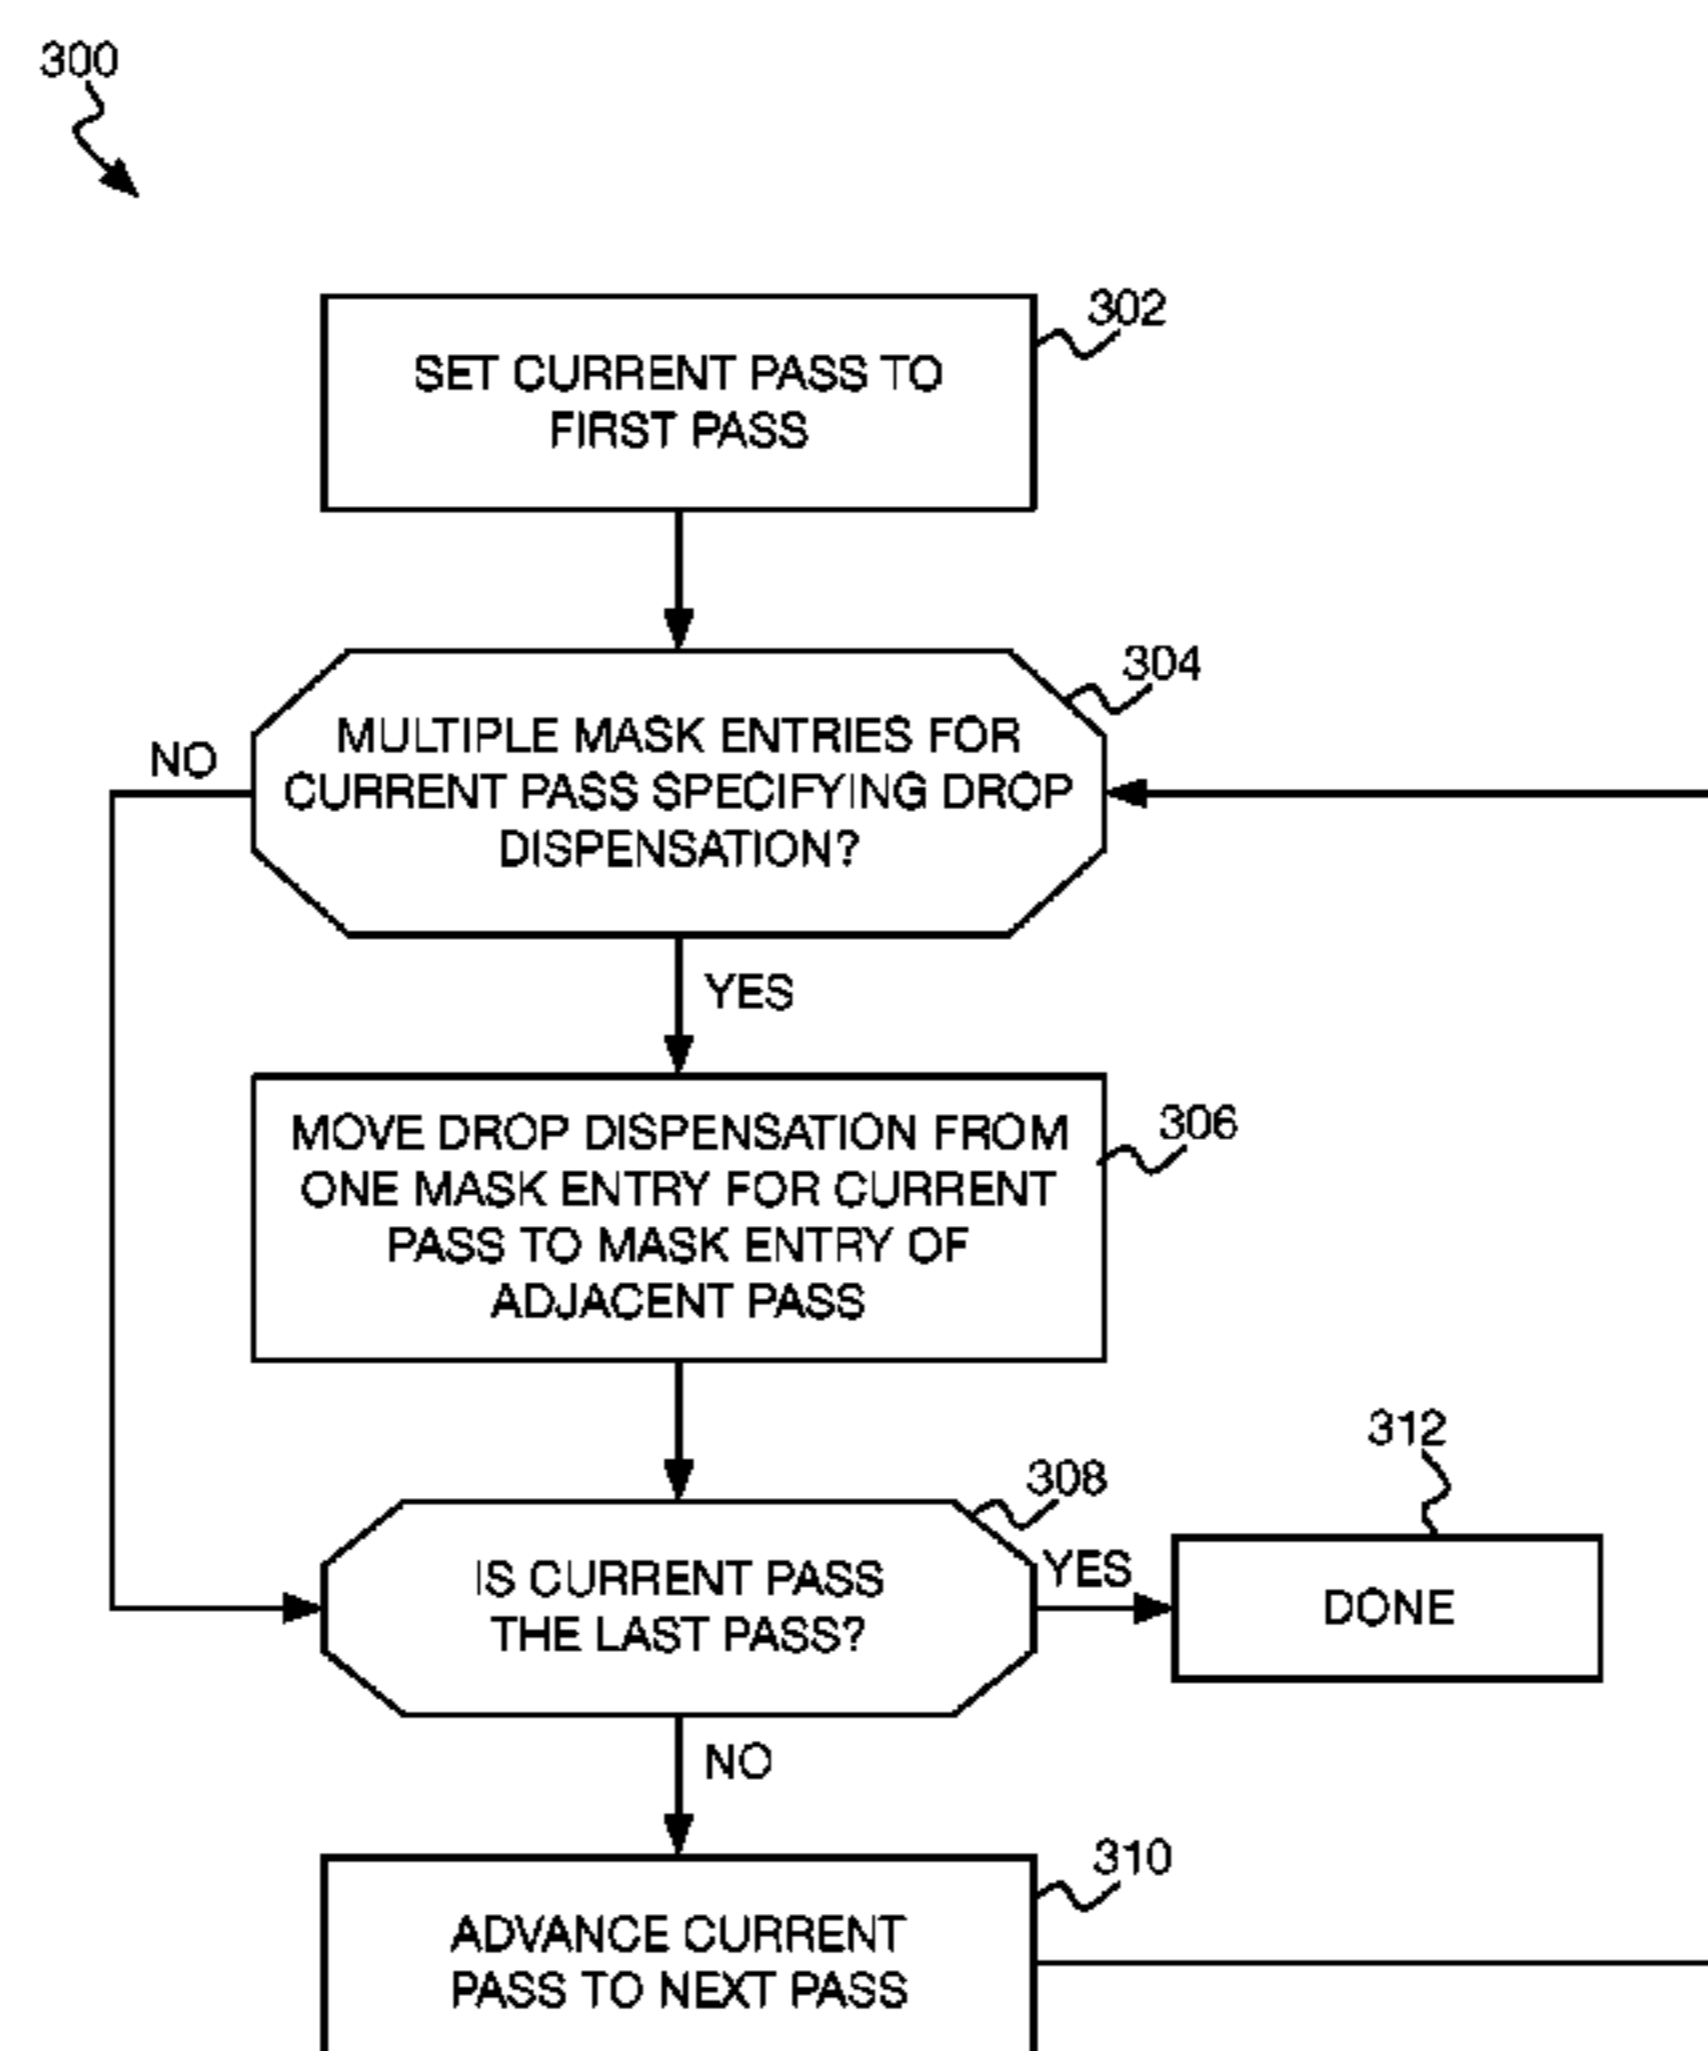 300
302
SET CURRENT PASS TO
FIRST PASS
304
MULTIPLE MASK ENTRIES FOR
CURRENT PASS SPECIFYING DROP
DISPENSATION?
NO
YES
306
MOVE DROP DISPENSATION FROM
ONE MASK ENTRY FOR CURRENT
PASS TO MASK ENTRY OF
ADJACENT PASS
308
IS CURRENT PASS
THE LAST PASS?
YES
312
DONE
NO
310
ADVANCE CURRENT
PASS TO NEXT PASS